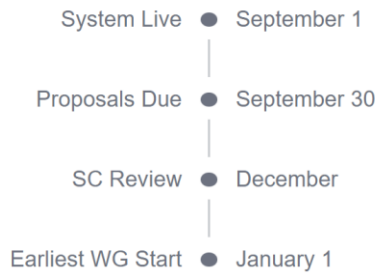 System Live September 1
Proposals Due September 30
SC Review December
Earliest WG Start January 1